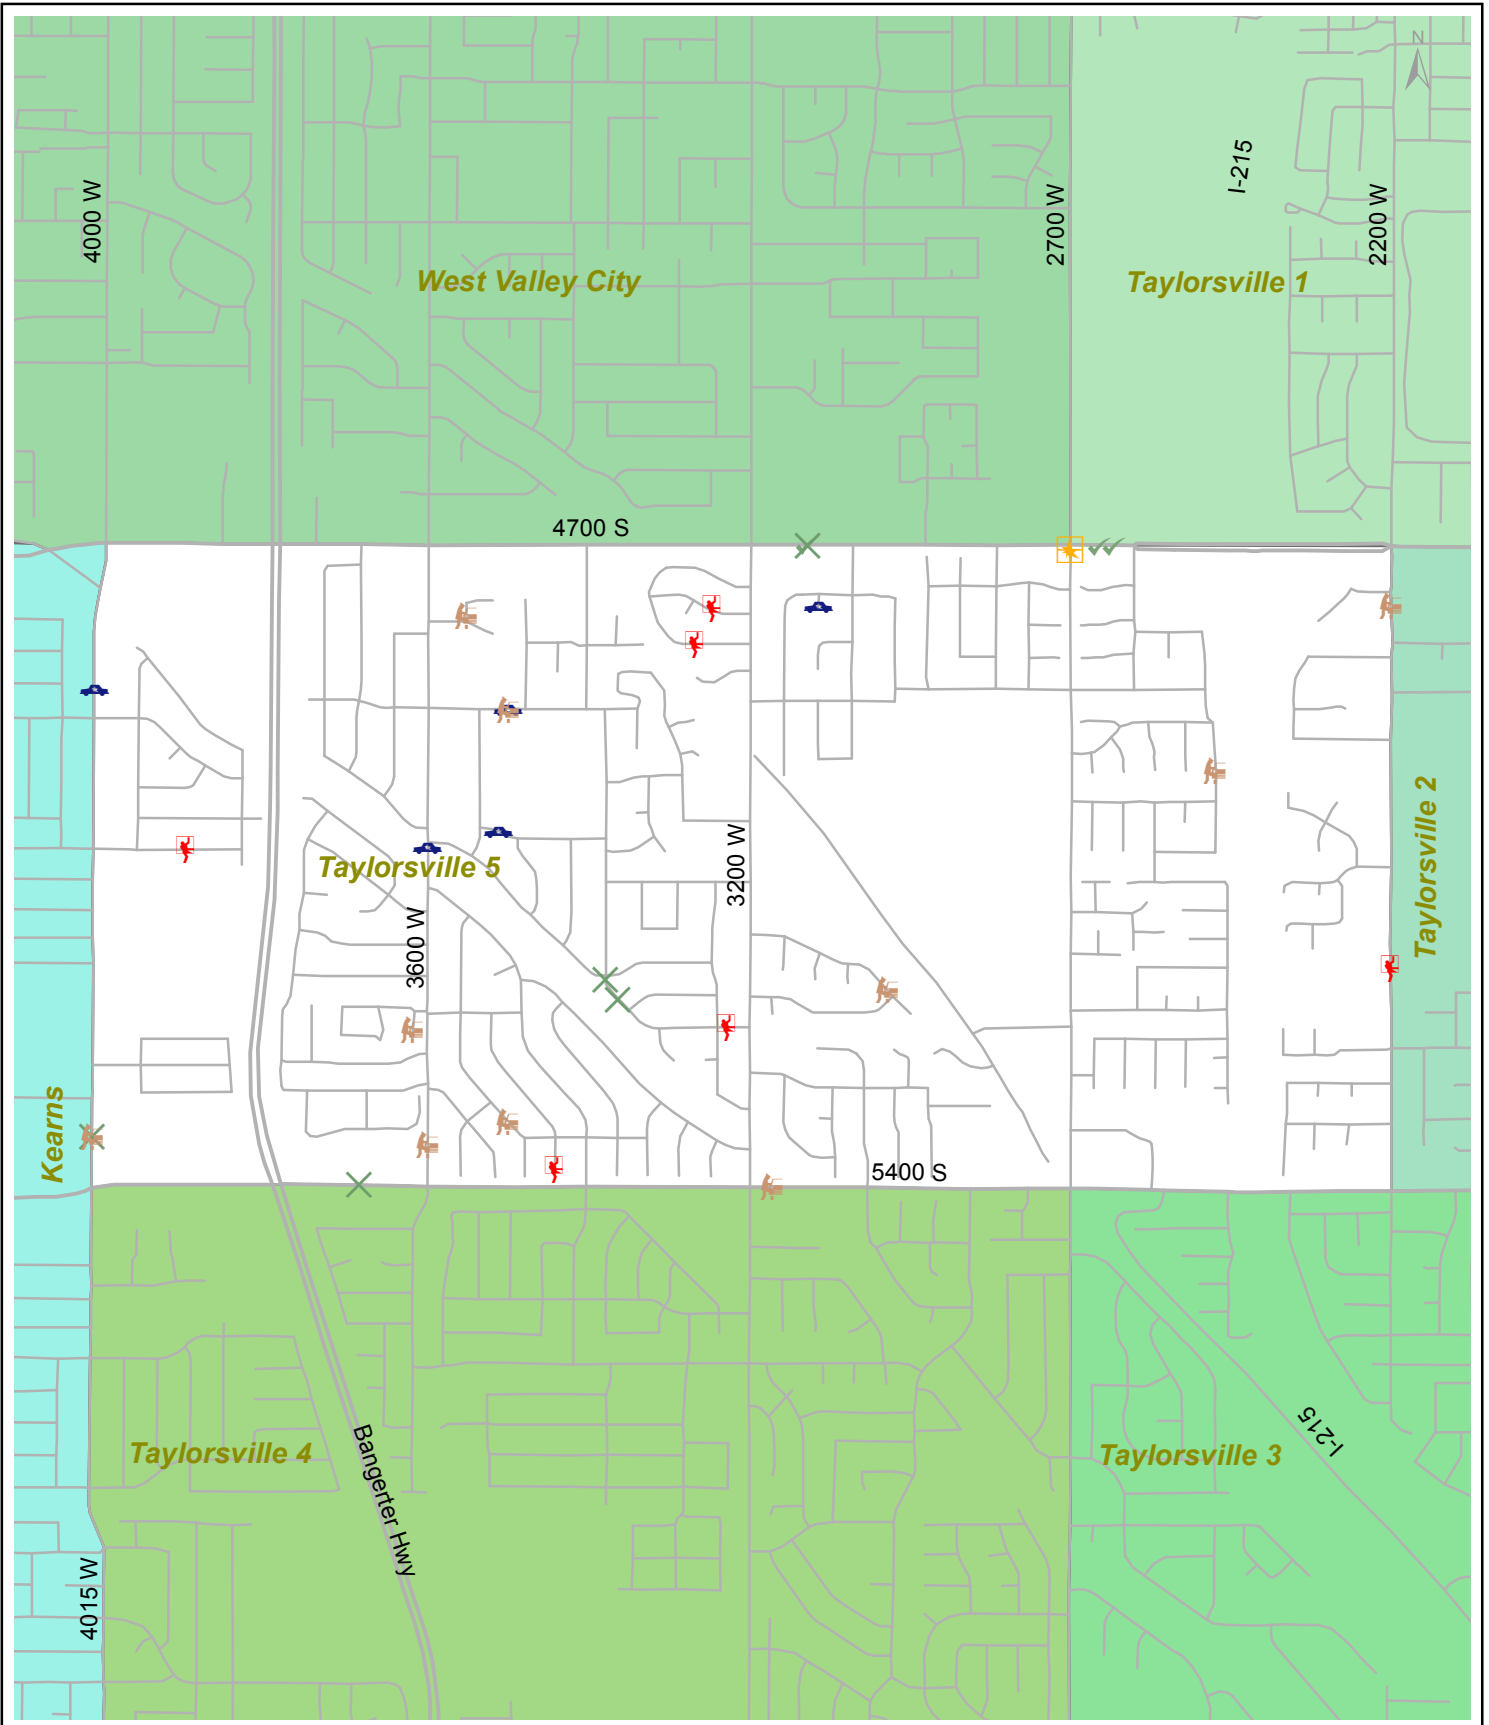 N
I-215
4000 W
2700 W
2200 W
West Valley City
Taylorsville 1
4700 S
Taylorsville 2
3200 W
Taylorsville 5
3600 W
Kearns
5400 S
Taylorsville 4
Bangerter Hwy
Taylorsville 3
I-215
4015 W